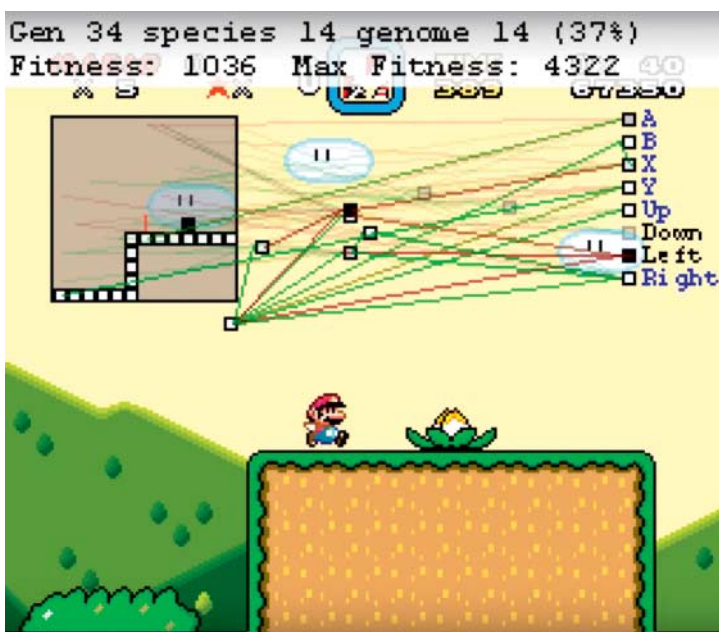 Gen 34 species 14 genome 14 (37%)
Fitness: 1036 Max Fitness: 4322
A
B
X
Y
Up
Down
Left
Right